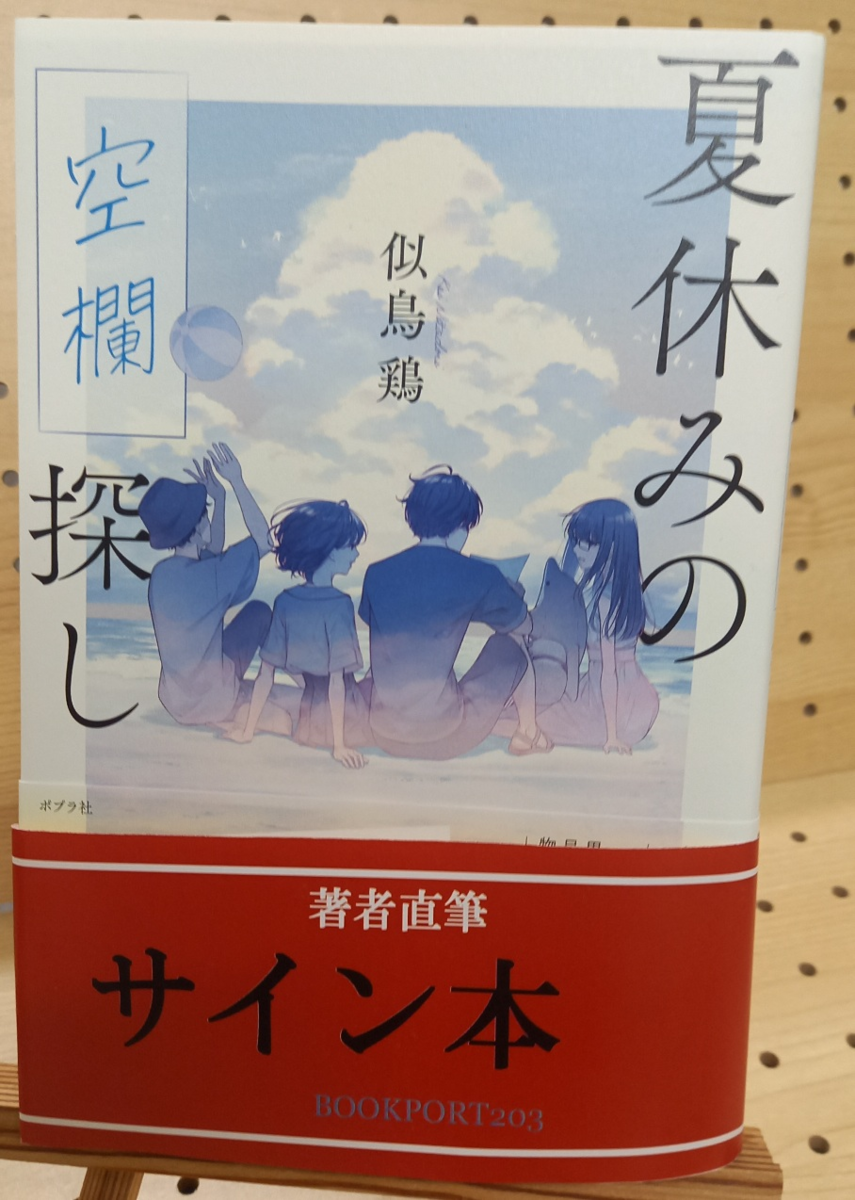 夏休みの
空欄
探し
似鳥鶏
ポプラ社
著者直筆
サイン本
BOOKPORT203